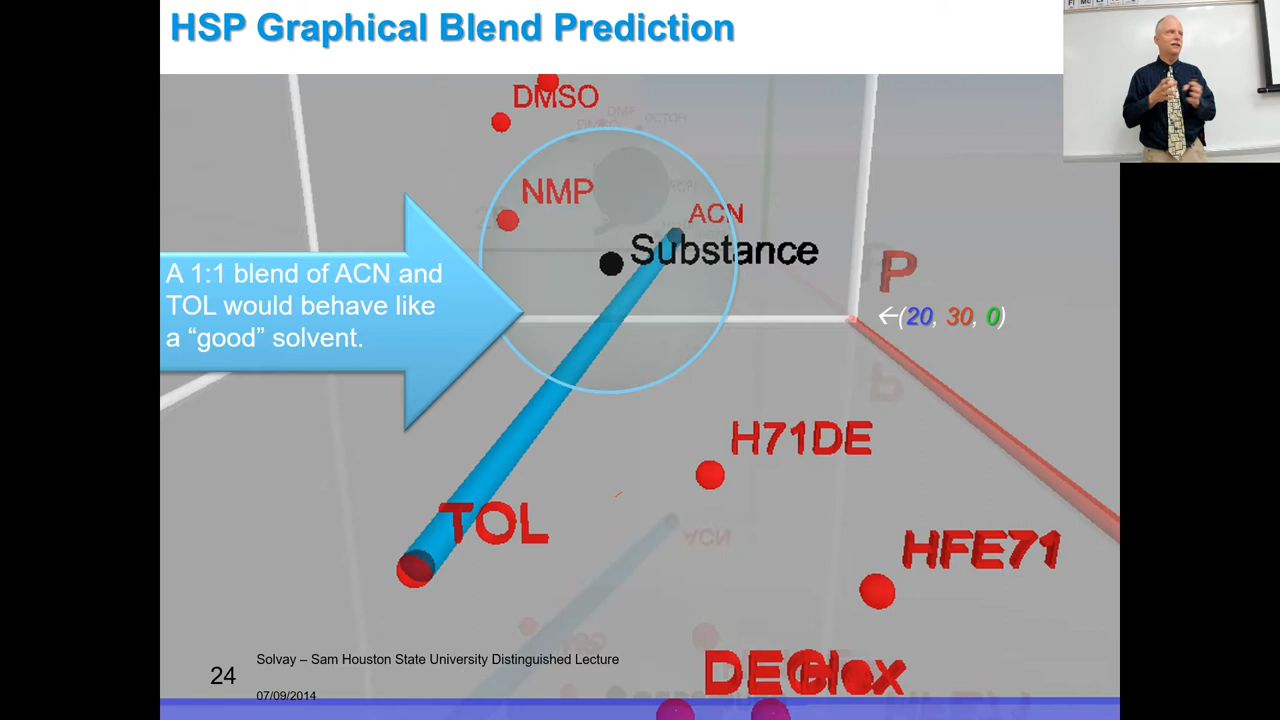 HSP Graphical Blend Prediction
DMSO
NMP
ACN
Substance
A 1:1 blend of ACN and
TOL would behave like
a “good” solvent.
P
←(20, 30, 0)
H71DE
TOL
HFE71
Solvay – Sam Houston State University Distinguished Lecture
24
07/09/2014